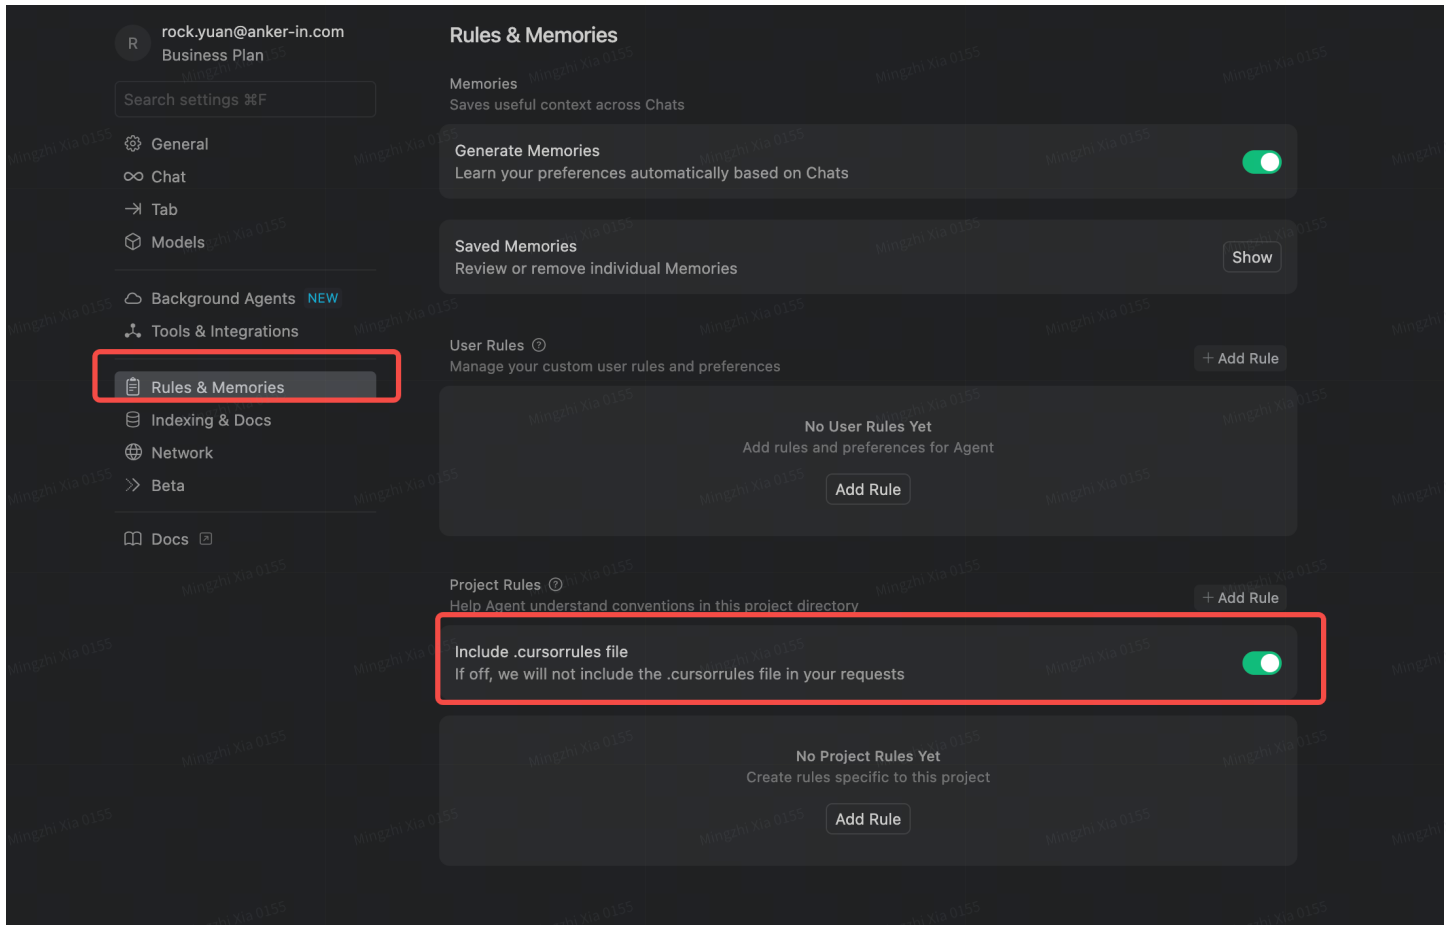 R
rock.yuan@anker-in.com
Business Plan
Search settings ⌘F
General
Chat
Tab
Models
Background Agents NEW
Tools & Integrations
Rules & Memories
Indexing & Docs
Network
Beta
Docs
Rules & Memories
Memories
Saves useful context across Chats
Generate Memories
Learn your preferences automatically based on Chats
Saved Memories
Review or remove individual Memories
Show
User Rules
Manage your custom user rules and preferences
+ Add Rule
No User Rules Yet
Add rules and preferences for Agent
Add Rule
Project Rules
Help Agent understand conventions in this project directory
+ Add Rule
Include .cursorrules file
If off, we will not include the .cursorrules file in your requests
No Project Rules Yet
Create rules specific to this project
Add Rule
Mingzhi Xia 0155